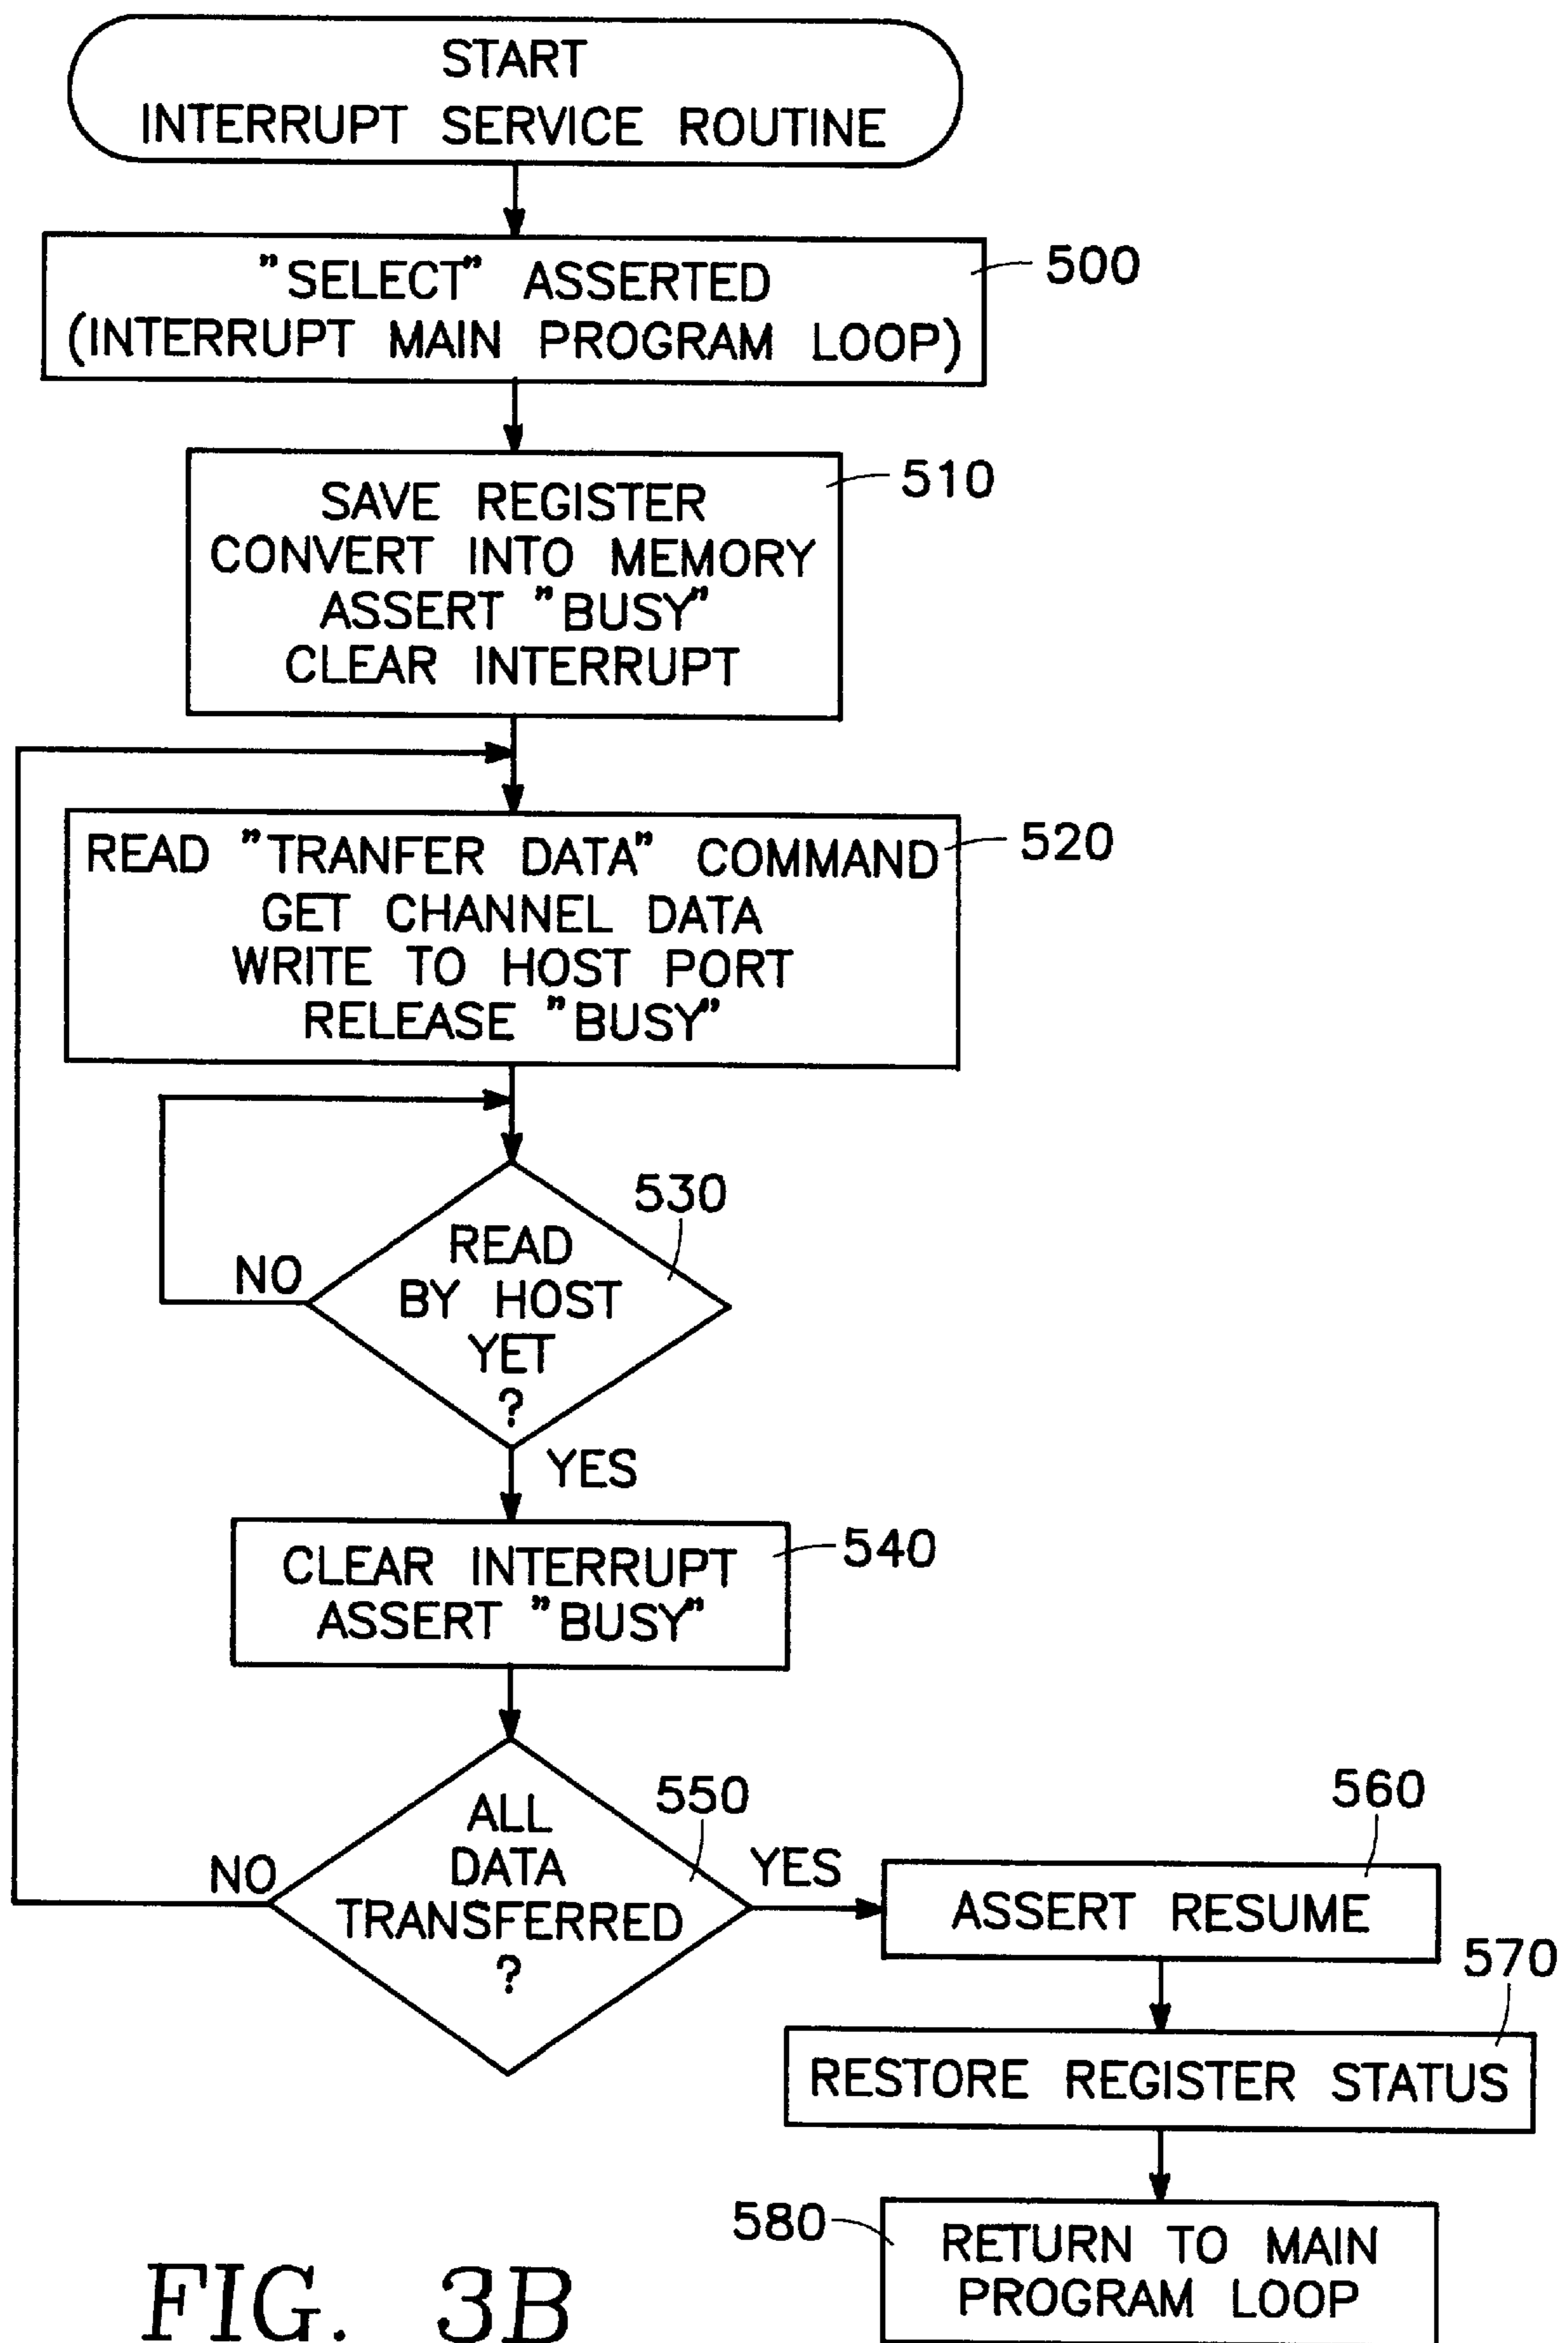 START
INTERRUPT SERVICE ROUTINE
"SELECT" ASSERTED
(INTERRUPT MAIN PROGRAM LOOP)
500
SAVE REGISTER
CONVERT INTO MEMORY
ASSERT "BUSY"
CLEAR INTERRUPT
510
READ "TRANFER DATA" COMMAND
GET CHANNEL DATA
WRITE TO HOST PORT
RELEASE "BUSY"
520
READ
BY HOST
YET
?
530
NO
YES
CLEAR INTERRUPT
ASSERT "BUSY"
540
ALL
DATA
TRANSFERRED
?
550
NO
YES
560
ASSERT RESUME
570
RESTORE REGISTER STATUS
580
RETURN TO MAIN
PROGRAM LOOP
FIG. 3B